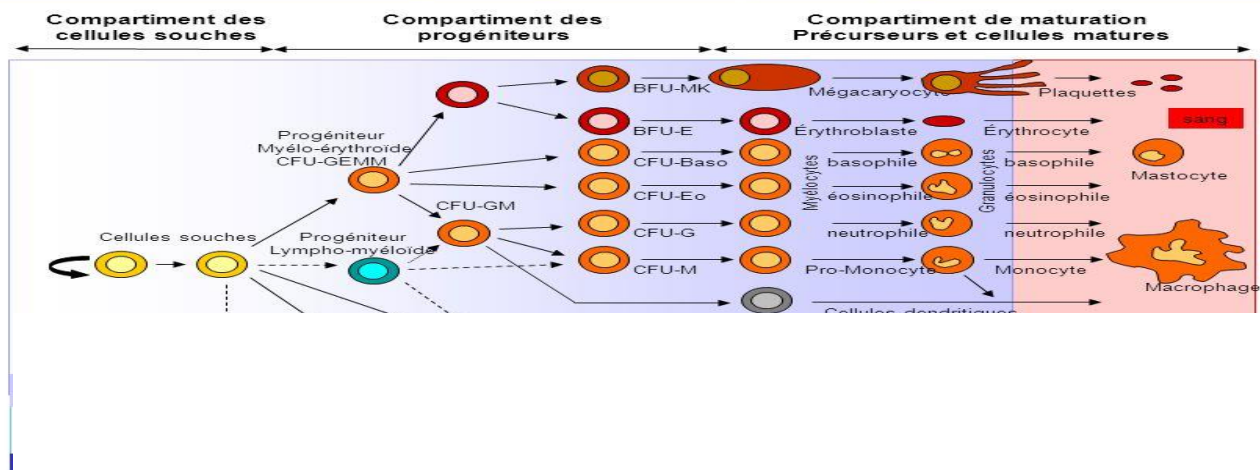 Compartiment des
cellules souches
Compartiment des
progéniteurs
Compartiment de maturation
Précurseurs et cellules matures
BFU-MK
Mégacaryocyte
Plaquettes
sang
Progéniteur
Myélo-érythroïde
CFU-GEMM
BFU-E
Érythroblaste
Érythrocyte
CFU-Baso
basophile
basophile
Mastocyte
Myélocytes
Granulocytes
CFU-Eo
éosinophile
éosinophile
CFU-GM
CFU-G
neutrophile
neutrophile
Cellules souches
Progéniteur
Lympho-myéloïde
CFU-M
Pro-Monocyte
Monocyte
Macrophage
Cellules dendritiques